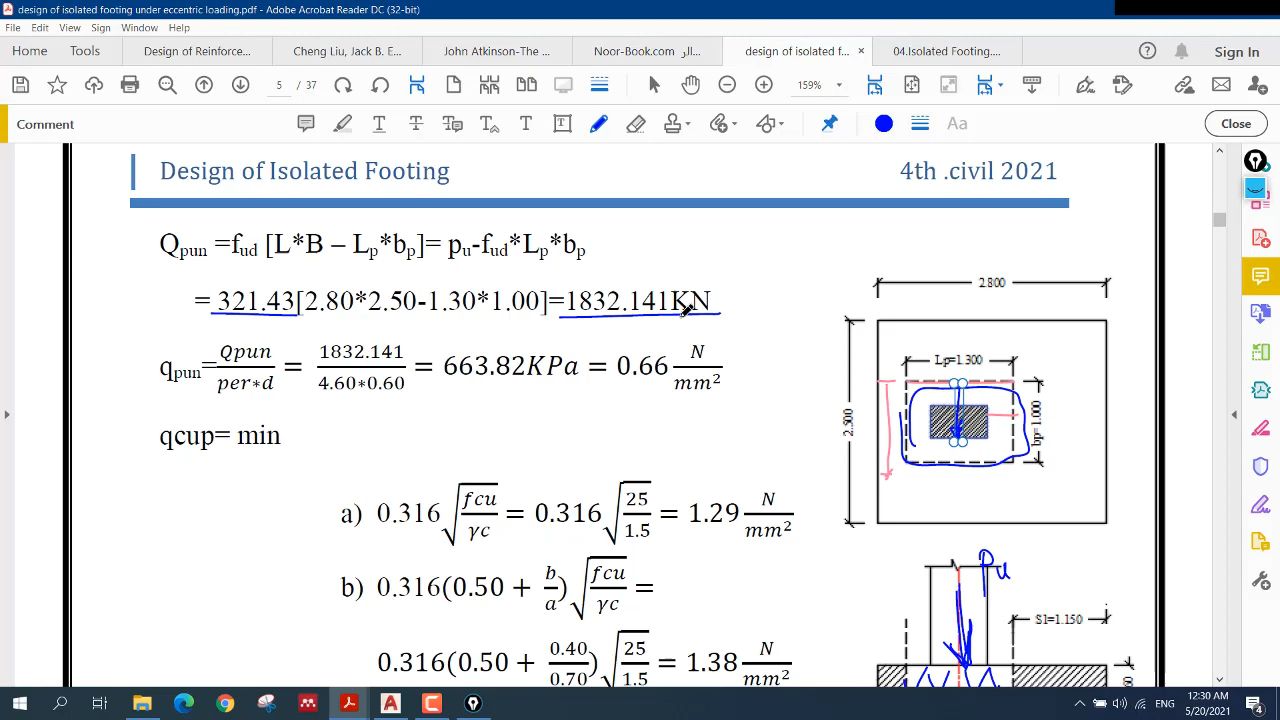 design of isolated footing under eccentric loading.pdf - Adobe Acrobat Reader DC (32-bit)
File Edit View Sign Window Help
Home Tools Design of Reinforce... Cheng Liu, Jack B. E... John Atkinson-The ... Noor-Book.com ال... design of isolated f... × 04.Isolated Footing.... Sign In
5 / 37 159%
Comment Aa Close
Design of Isolated Footing 4th .civil 2021
Qpun =fud [L*B – Lp*bp]= pu-fud*Lp*bp
= 321.43[2.80*2.50-1.30*1.00]=1832.141KN
qpun= Qpun/per∗d = 1832.141/4.60∗0.60 = 663.82KPa = 0.66 N/mm²
qcup= min
a) 0.316√fcu/γc = 0.316√25/1.5 = 1.29 N/mm²
b) 0.316(0.50 + b/a)√fcu/γc =
0.316(0.50 + 0.40/0.70)√25/1.5 = 1.38 N/mm²
2.800
Lp=1.300
2.500
bp=1.000
Pu
S1=1.150
ENG
12:30 AM
5/20/2021
4